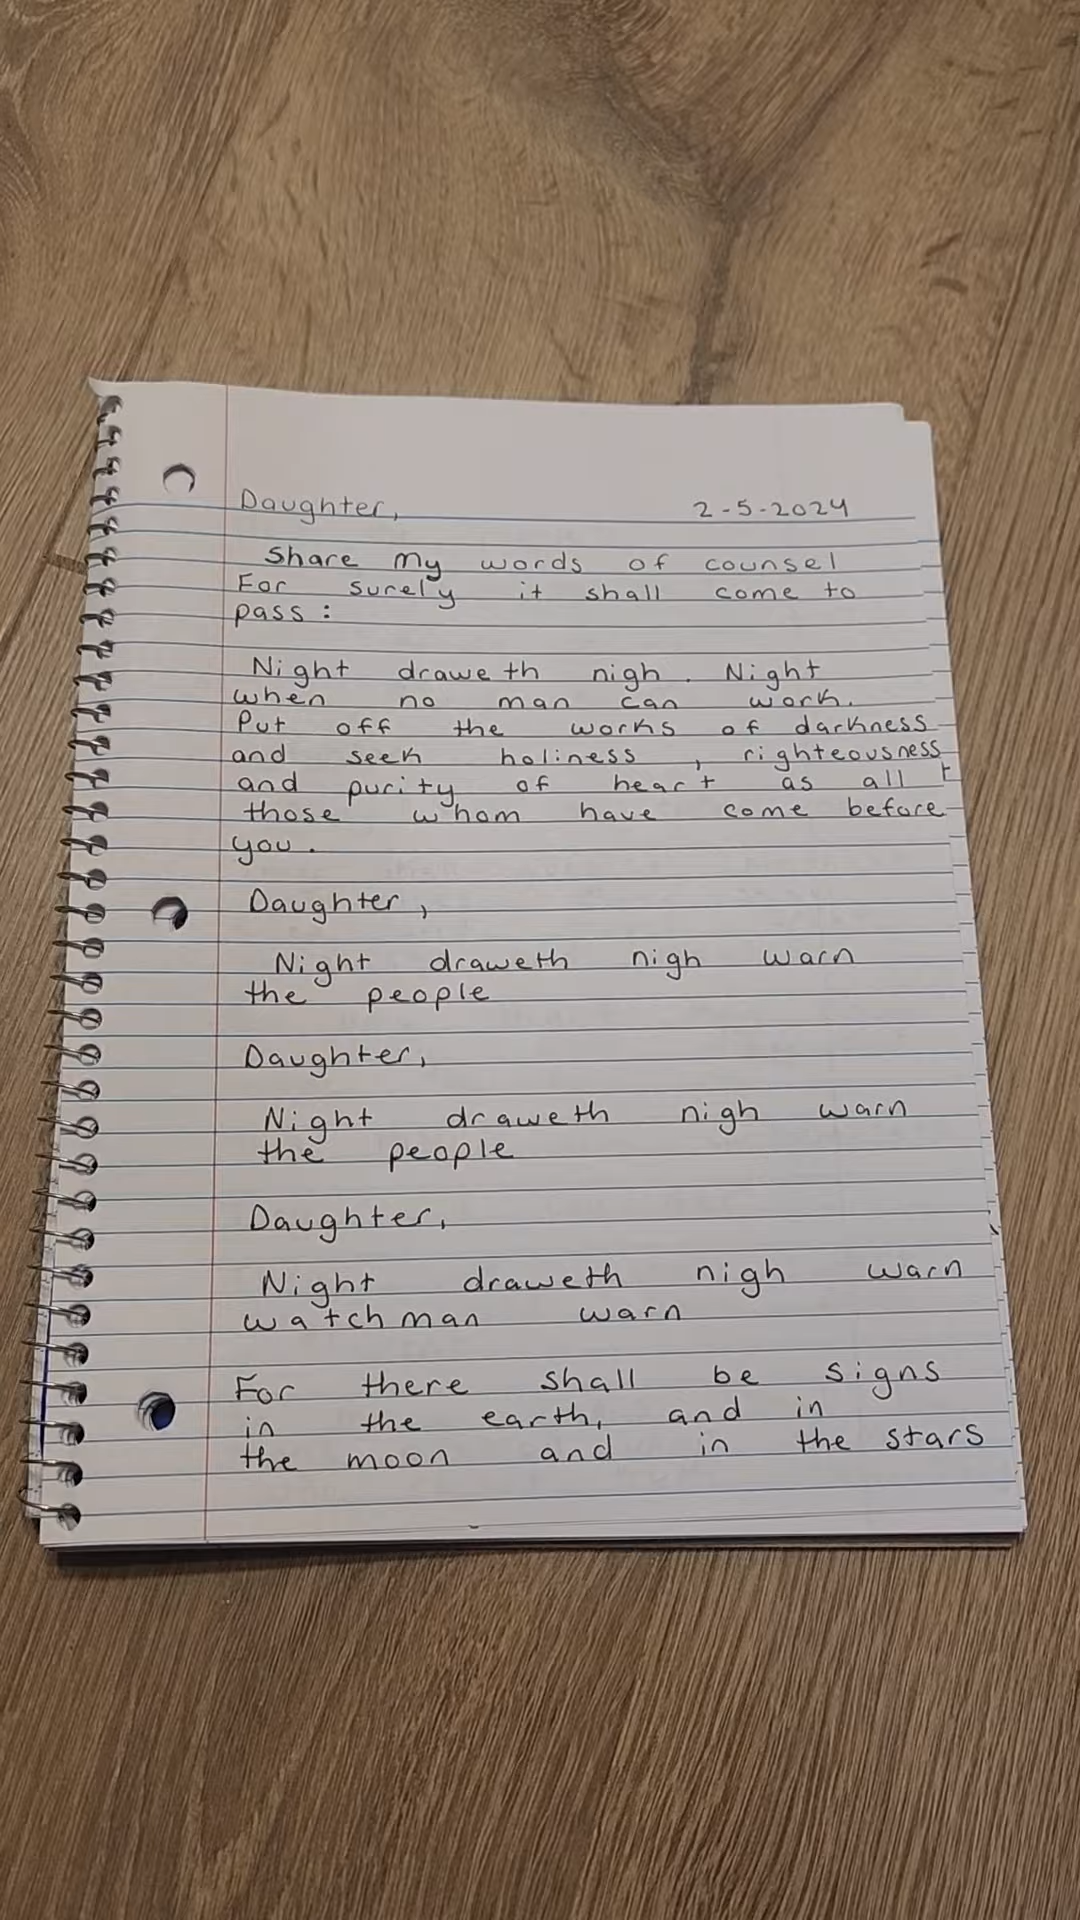 Daughter, 2-5-2024
Share My words of counsel
For surely it shall come to
pass:
Night draweth nigh. Night
when no man can work.
Put off the works of darkness
and seek holiness, righteousness
and purity of heart as all
those whom have come before
you.
Daughter,
Night draweth nigh warn
the people
Daughter,
Night draweth nigh warn
the people
Daughter,
Night draweth nigh warn
watchman warn
For there shall be signs
in the earth, and in
the moon and in the stars